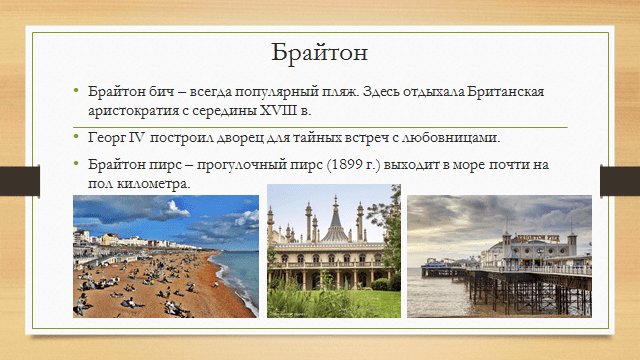 Брайтон
• Брайтон бич – всегда популярный пляж. Здесь отдыхала Британская
аристократия с середины XVIII в.
• Георг IV построил дворец для тайных встреч с любовницами.
• Брайтон пирс – прогулочный пирс (1899 г.) выходит в море почти на
пол километра.